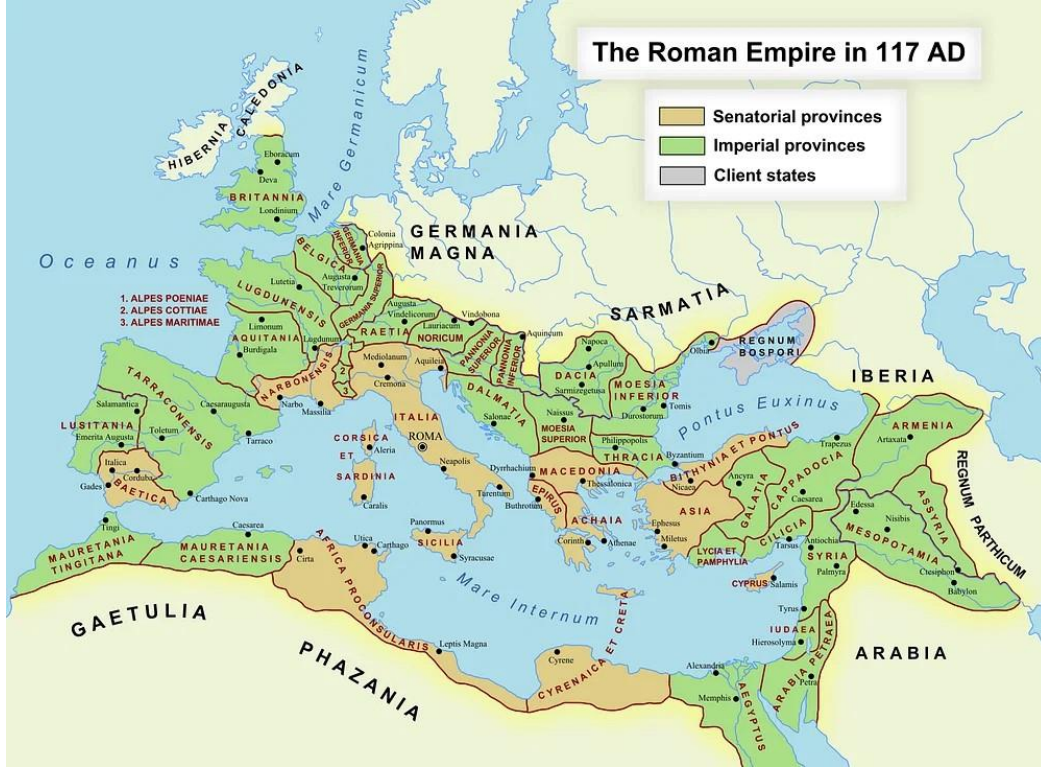 The Roman Empire in 117 AD
Senatorial provinces
Imperial provinces
Client states
HIBERNIA
CALEDONIA
Mare Germanicum
Oceanus
Eboracum
Deva
BRITANNIA
Londinium
GERMANIA
MAGNA
SARMATIA
GERMANIA
INFERIOR
Colonia
Agrippina
BELGICA
Augusta
Treverorum
Lutetia
LUGDUNENSIS
GERMANIA SUPERIOR
1. ALPES POENIAE
2. ALPES COTTIAE
3. ALPES MARITIMAE
Limonum
AQUITANIA
Burdigala
Lugdunum
Augusta
Vindelicorum
RAETIA
Lauriacum
NORICUM
Vindobona
PANNONIA
SUPERIOR
PANNONIA
INFERIOR
Aquincum
1
2
3
NARBONENSIS
Narbo
Massilia
Mediolanum
Cremona
Aquileia
ITALIA
ROMA
Neapolis
Tarentum
DALMATIA
Salonae
Napoca
Apullum
DACIA
Sarmizegetusa
MOESIA
INFERIOR
Durostorum
Tomis
Olbia
REGNUM
BOSPORI
Pontus Euxinus
IBERIA
Naissus
MOESIA
SUPERIOR
Philippopolis
THRACIA
Byzantium
BITHYNIA ET PONTUS
Nicaea
Trapezus
ARMENIA
Artaxata
REGNUM PARTHICUM
TARRACONENSIS
Salamantica
Caesaraugusta
LUSITANIA
Emerita Augusta
Toletum
Tarraco
Italica
Corduba
Gades
BAETICA
Carthago Nova
CORSICA
ET
SARDINIA
Aleria
Caralis
Dyrrhachium
MACEDONIA
Thessalonica
EPIRUS
Buthrotum
ACHAIA
Corinth
Athenae
ASIA
Ephesus
Miletus
Ancyra
GALATIA
CAPPADOCIA
Caesarea
CILICIA
Tarsus
LYCIA ET
PAMPHYLIA
Antiochia
SYRIA
Palmyra
Edessa
Nisibis
MESOPOTAMIA
ASSYRIA
Ctesiphon
Babylon
CYPRUS
Salamis
Tyrus
IUDAEA
Hierosolyma
ARABIA PETRAEA
Petra
ARABIA
Tingi
MAURETANIA
TINGITANA
Caesarea
MAURETANIA
CAESARIENSIS
Cirta
Utica
Carthago
AFRICA PROCONSULARIS
Panormus
SICILIA
Syracusae
Mare Internum
Leptis Magna
Cyrene
CYRENAICA ET CRETA
Alexandria
Memphis
AEGYPTUS
GAETULIA
PHAZANIA